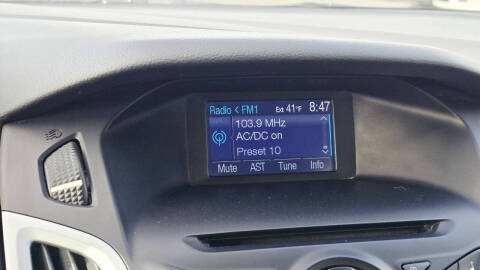 Radio < FM1 Ext 41°F 8:47
103.9 MHz
AC/DC on
Preset 10
Mute AST Tune Info